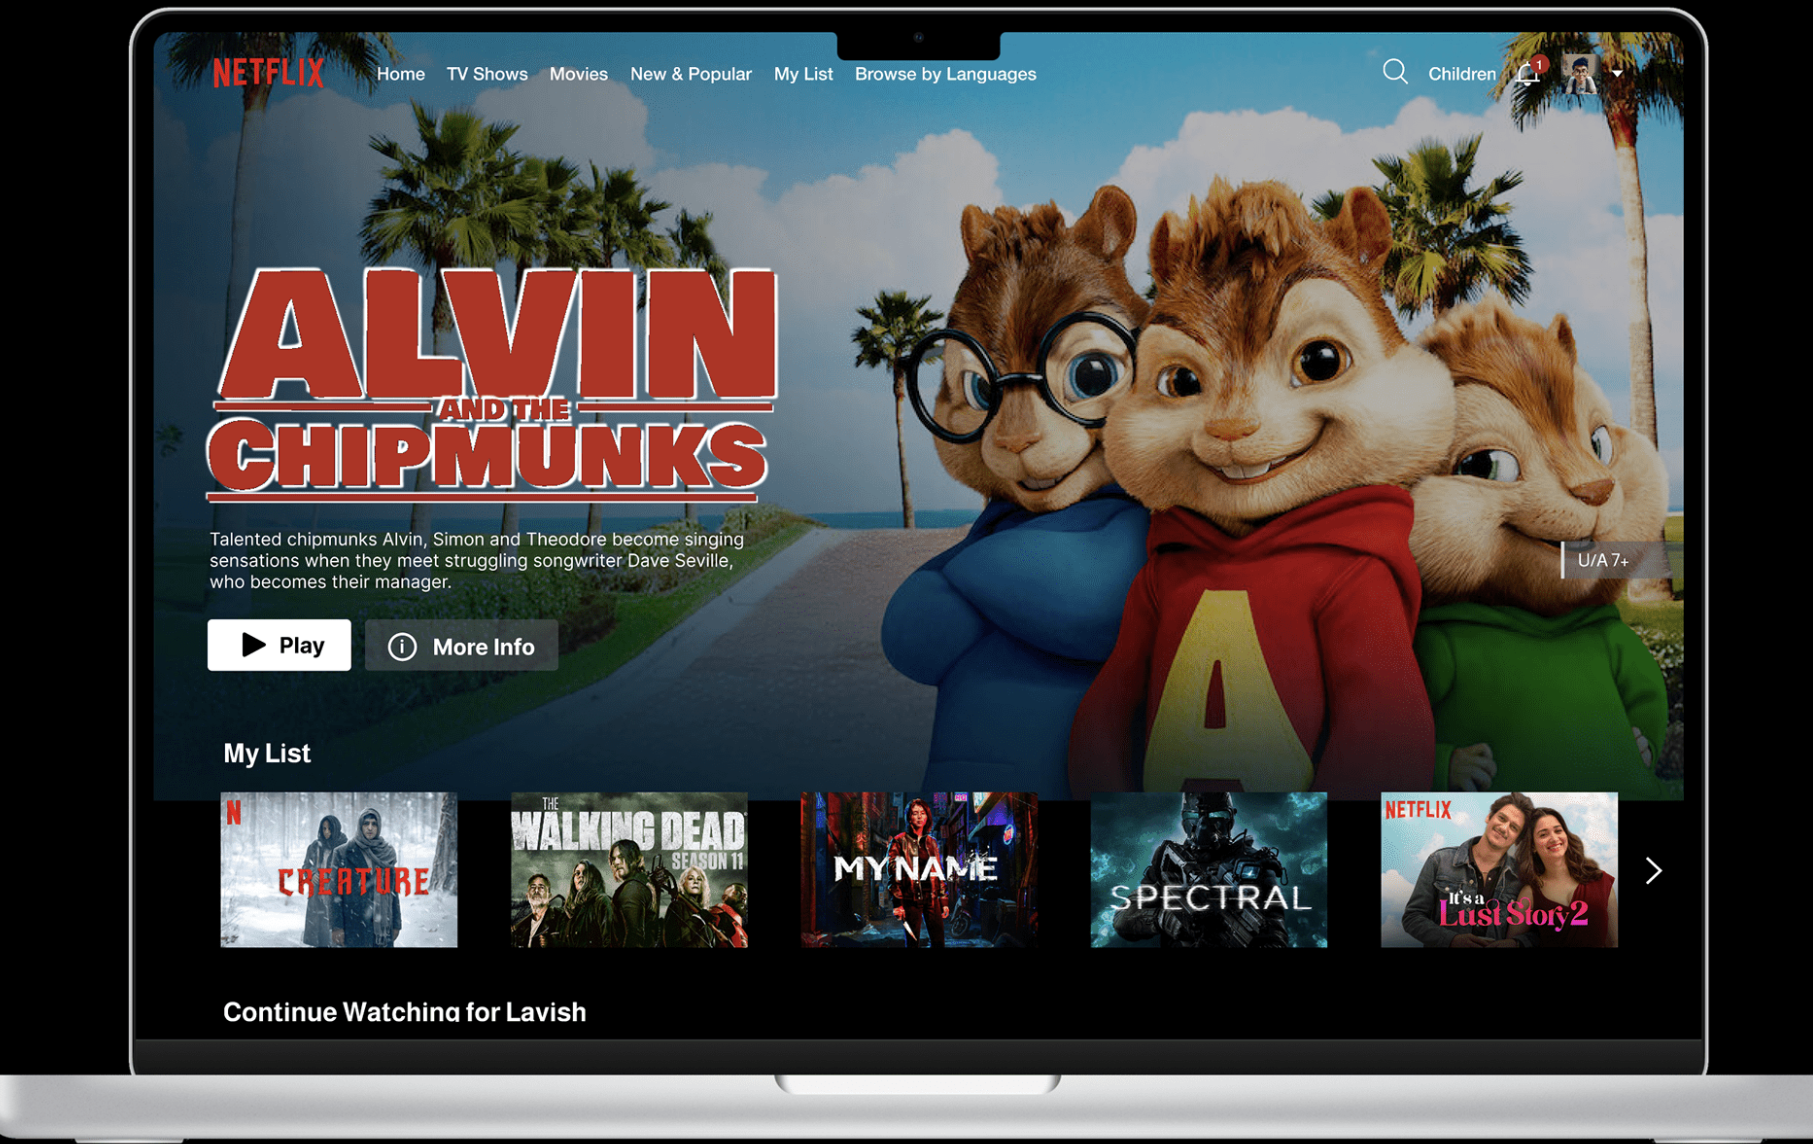 NETFLIX
Home TV Shows Movies New & Popular My List Browse by Languages
Children 1
ALVIN
AND THE
CHIPMUNKS
Talented chipmunks Alvin, Simon and Theodore become singing
sensations when they meet struggling songwriter Dave Seville,
who becomes their manager.
U/A 7+
Play More Info
A
My List
N
CREATURE
THE
WALKING DEAD
SEASON 11
MY NAME
SPECTRAL
NETFLIX
It's a
Lust Story 2
Continue Watching for Lavish